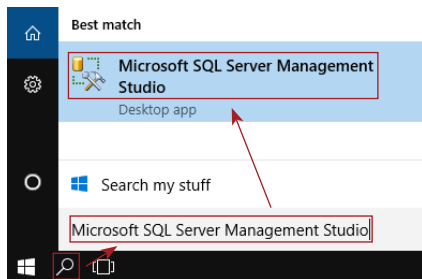 Best match
Microsoft SQL Server Management
Studio
Desktop app
Search my stuff
Microsoft SQL Server Management Studio